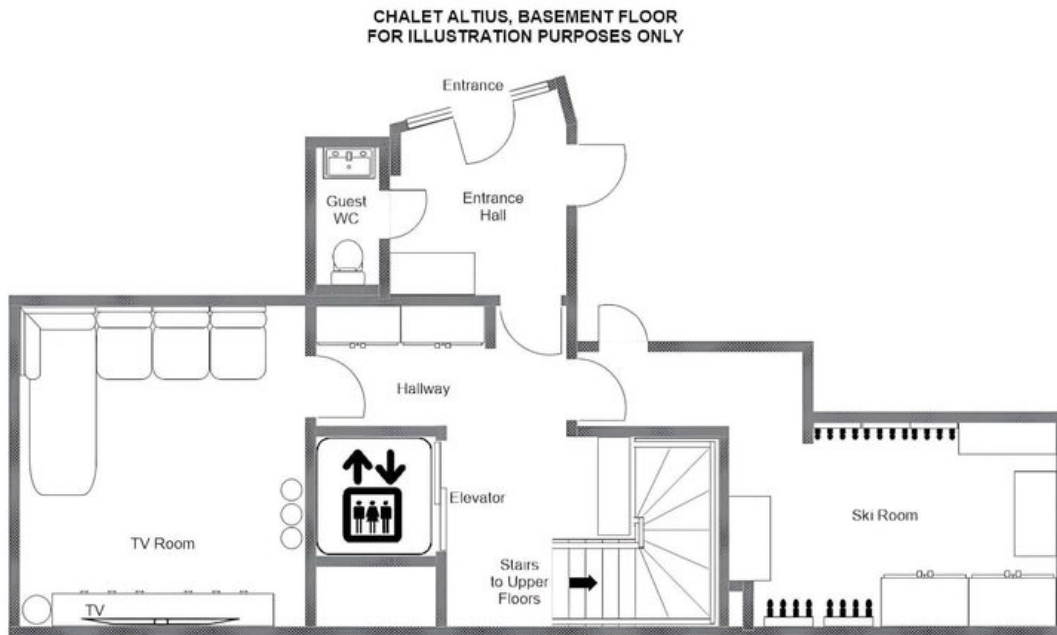 CHALET ALTIUS, BASEMENT FLOOR
FOR ILLUSTRATION PURPOSES ONLY
Entrance
Guest
WC
Entrance
Hall
Hallway
Elevator
TV Room
Ski Room
Stairs
to Upper
Floors
TV